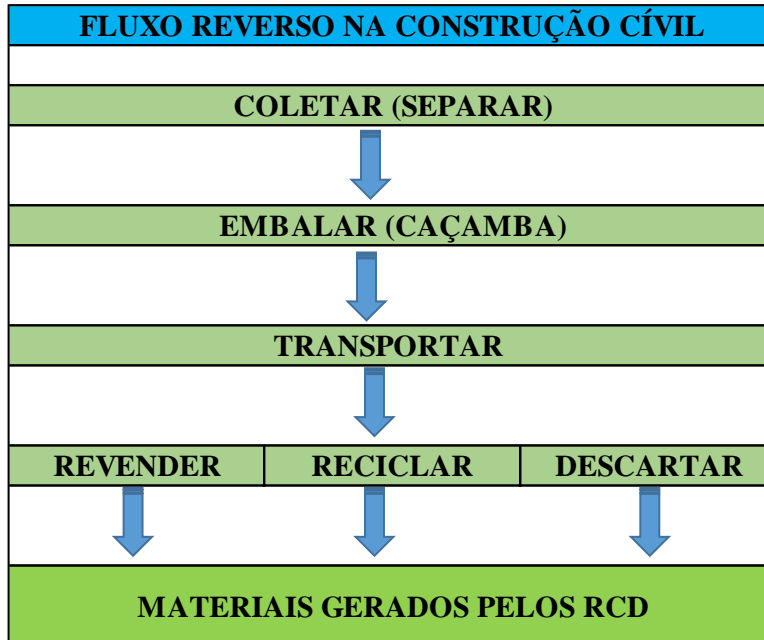 FLUXO REVERSO NA CONSTRUÇÃO CÍVIL
COLETAR (SEPARAR)
EMBALAR (CAÇAMBA)
TRANSPORTAR
REVENDER RECICLAR DESCARTAR
MATERIAIS GERADOS PELOS RCD